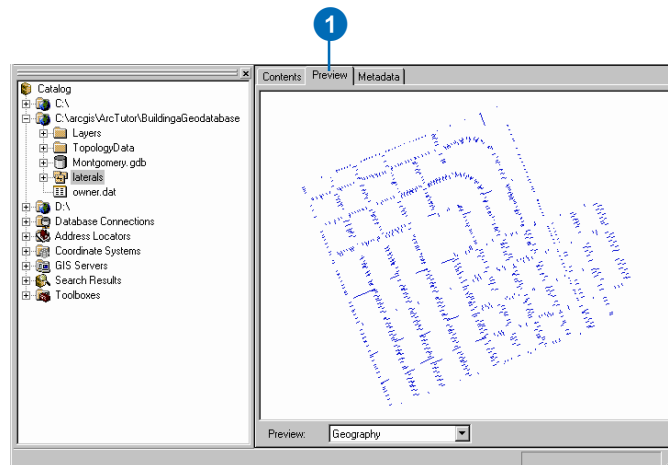 1
Contents Preview Metadata
Catalog
C:\
C:\arcgis\ArcTutor\BuildingaGeodatabase
Layers
TopologyData
Montgomery.gdb
laterals
owner.dat
D:\
Database Connections
Address Locators
Coordinate Systems
GIS Servers
Search Results
Toolboxes
Preview: Geography